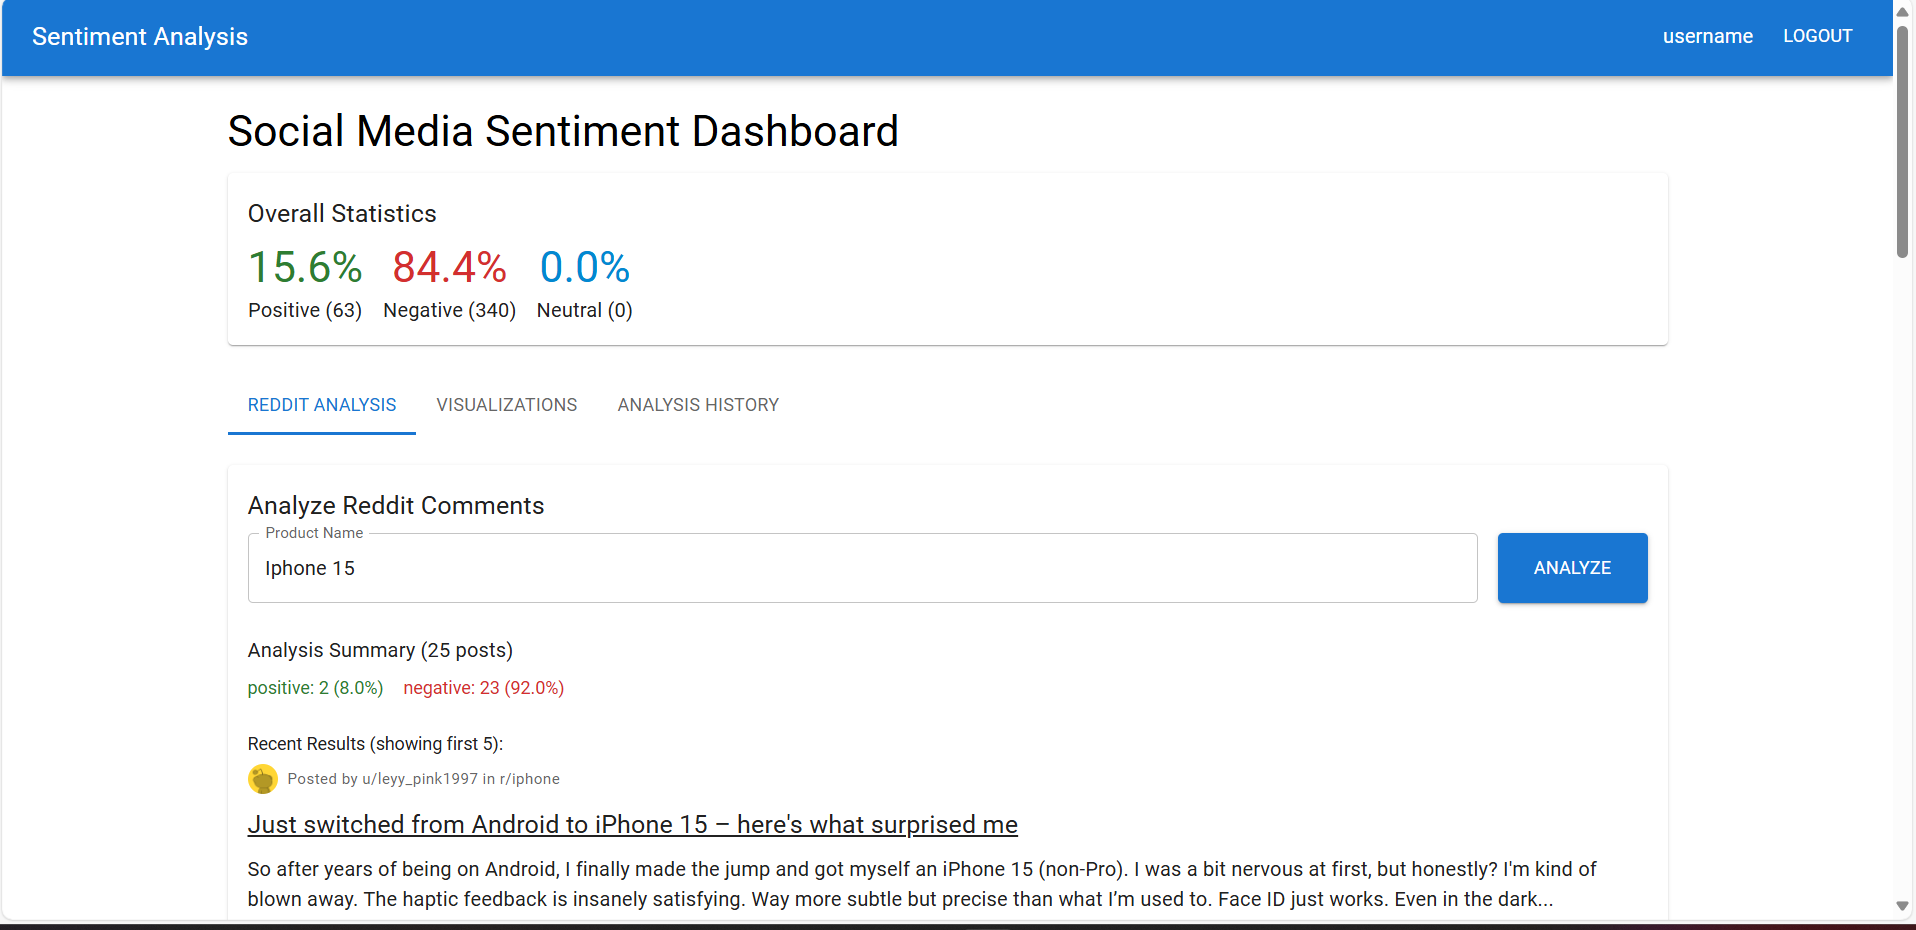 Sentiment Analysis
username
LOGOUT
Social Media Sentiment Dashboard
Overall Statistics
15.6% 84.4% 0.0%
Positive (63) Negative (340) Neutral (0)
REDDIT ANALYSIS VISUALIZATIONS ANALYSIS HISTORY
Analyze Reddit Comments
Product Name
Iphone 15
ANALYZE
Analysis Summary (25 posts)
positive: 2 (8.0%) negative: 23 (92.0%)
Recent Results (showing first 5):
Posted by u/leyy_pink1997 in r/iphone
Just switched from Android to iPhone 15 – here's what surprised me
So after years of being on Android, I finally made the jump and got myself an iPhone 15 (non-Pro). I was a bit nervous at first, but honestly? I'm kind of
blown away. The haptic feedback is insanely satisfying. Way more subtle but precise than what I’m used to. Face ID just works. Even in the dark...